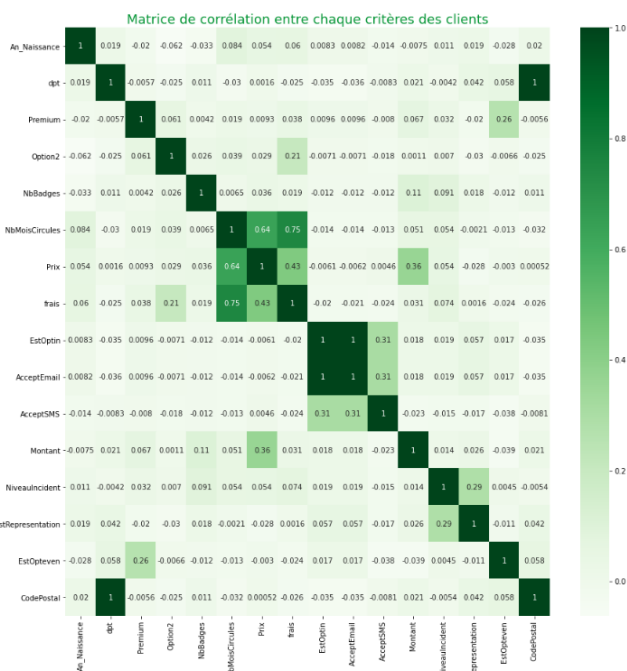 Matrice de corrélation entre chaque critères des clients
An_Naissance 1 0.019 -0.02 -0.062 -0.033 0.084 0.054 0.06 0.0083 0.0082 -0.014 -0.0075 0.011 0.019 -0.028 0.02
dpt 0.019 1 -0.0057 -0.025 0.011 -0.03 0.0016 -0.025 -0.035 -0.036 -0.0083 0.021 -0.0042 0.042 0.058 1
Premium -0.02 -0.0057 1 0.061 0.0042 0.019 0.0093 0.038 0.0096 0.0096 -0.008 0.067 0.032 -0.02 0.26 -0.0056
Option2 -0.062 -0.025 0.061 1 0.026 0.039 0.029 0.21 -0.0071 -0.0071 -0.018 0.0011 0.007 -0.03 -0.0066 -0.025
NbBadges -0.033 0.011 0.0042 0.026 1 0.0065 0.036 0.019 -0.012 -0.012 -0.012 0.11 0.091 0.018 -0.012 0.011
NbMoisCircules 0.084 -0.03 0.019 0.039 0.0065 1 0.64 0.75 -0.014 -0.014 -0.013 0.051 0.054 -0.0021 -0.013 -0.032
Prix 0.054 0.0016 0.0093 0.029 0.036 0.64 1 0.43 -0.0061 -0.0062 0.0046 0.36 0.054 -0.028 -0.003 0.00052
frais 0.06 -0.025 0.038 0.21 0.019 0.75 0.43 1 -0.02 -0.021 -0.024 0.031 0.074 0.0016 -0.024 -0.026
EstOptin 0.0083 -0.035 0.0096 -0.0071 -0.012 -0.014 -0.0061 -0.02 1 1 0.31 0.018 0.019 0.057 0.017 -0.035
AcceptEmail 0.0082 -0.036 0.0096 -0.0071 -0.012 -0.014 -0.0062 -0.021 1 1 0.31 0.018 0.019 0.057 0.017 -0.035
AcceptSMS -0.014 -0.0083 -0.008 -0.018 -0.012 -0.013 0.0046 -0.024 0.31 0.31 1 -0.023 -0.015 -0.017 -0.038 -0.0081
Montant -0.0075 0.021 0.067 0.0011 0.11 0.051 0.36 0.031 0.018 0.018 -0.023 1 0.014 0.026 -0.039 0.021
NiveauIncident 0.011 -0.0042 0.032 0.007 0.091 0.054 0.054 0.074 0.019 0.019 -0.015 0.014 1 0.29 0.0045 -0.0054
stRepresentation 0.019 0.042 -0.02 -0.03 0.018 -0.0021 -0.028 0.0016 0.057 0.057 -0.017 0.026 0.29 1 -0.011 0.042
EstOpteven -0.028 0.058 0.26 -0.0066 -0.012 -0.013 -0.003 -0.024 0.017 0.017 -0.038 -0.039 0.0045 -0.011 1 0.058
CodePostal 0.02 1 -0.0056 -0.025 0.011 -0.032 0.00052 -0.026 -0.035 -0.035 -0.0081 0.021 -0.0054 0.042 0.058 1
An_Naissance dpt Premium Option2 NbBadges bMoisCircules Prix frais EstOptin AcceptEmail AcceptSMS Montant iveauIncident epresentation EstOpteven CodePostal
1.0
0.8
0.6
0.4
0.2
0.0